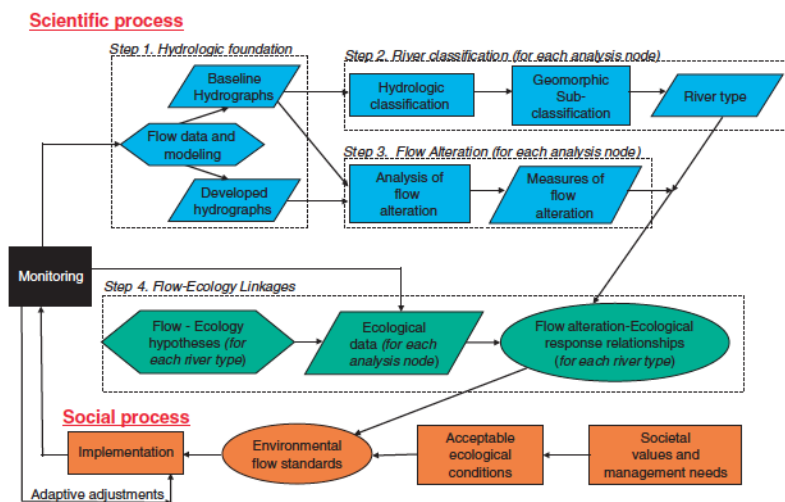 Scientific process
Step 1. Hydrologic foundation
Step 2. River classification (for each analysis node)
Baseline
Hydrographs
Hydrologic
classification
Geomorphic
Sub-
classification
River type
Flow data and
modeling
Step 3. Flow Alteration (for each analysis node)
Developed
hydrographs
Analysis of
flow
alteration
Measures of
flow
alteration
Monitoring
Step 4. Flow-Ecology Linkages
Flow - Ecology
hypotheses (for
each river type)
Ecological
data (for each
analysis node)
Flow alteration-Ecological
response relationships
(for each river type)
Social process
Implementation
Environmental
flow standards
Acceptable
ecological
conditions
Societal
values and
management needs
Adaptive adjustments